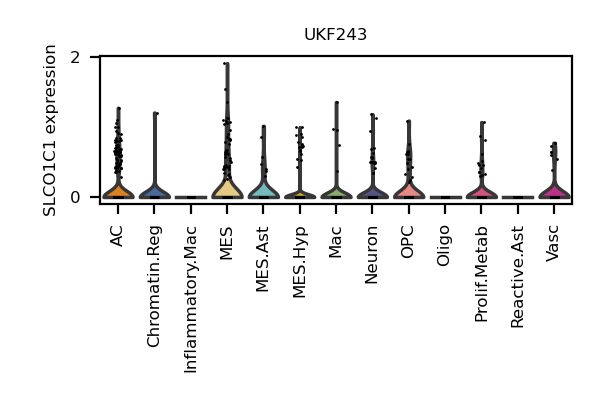 UKF243
SLCO1C1 expression
2
0
AC
Chromatin.Reg
Inflammatory.Mac
MES
MES.Ast
MES.Hyp
Mac
Neuron
OPC
Oligo
Prolif.Metab
Reactive.Ast
Vasc